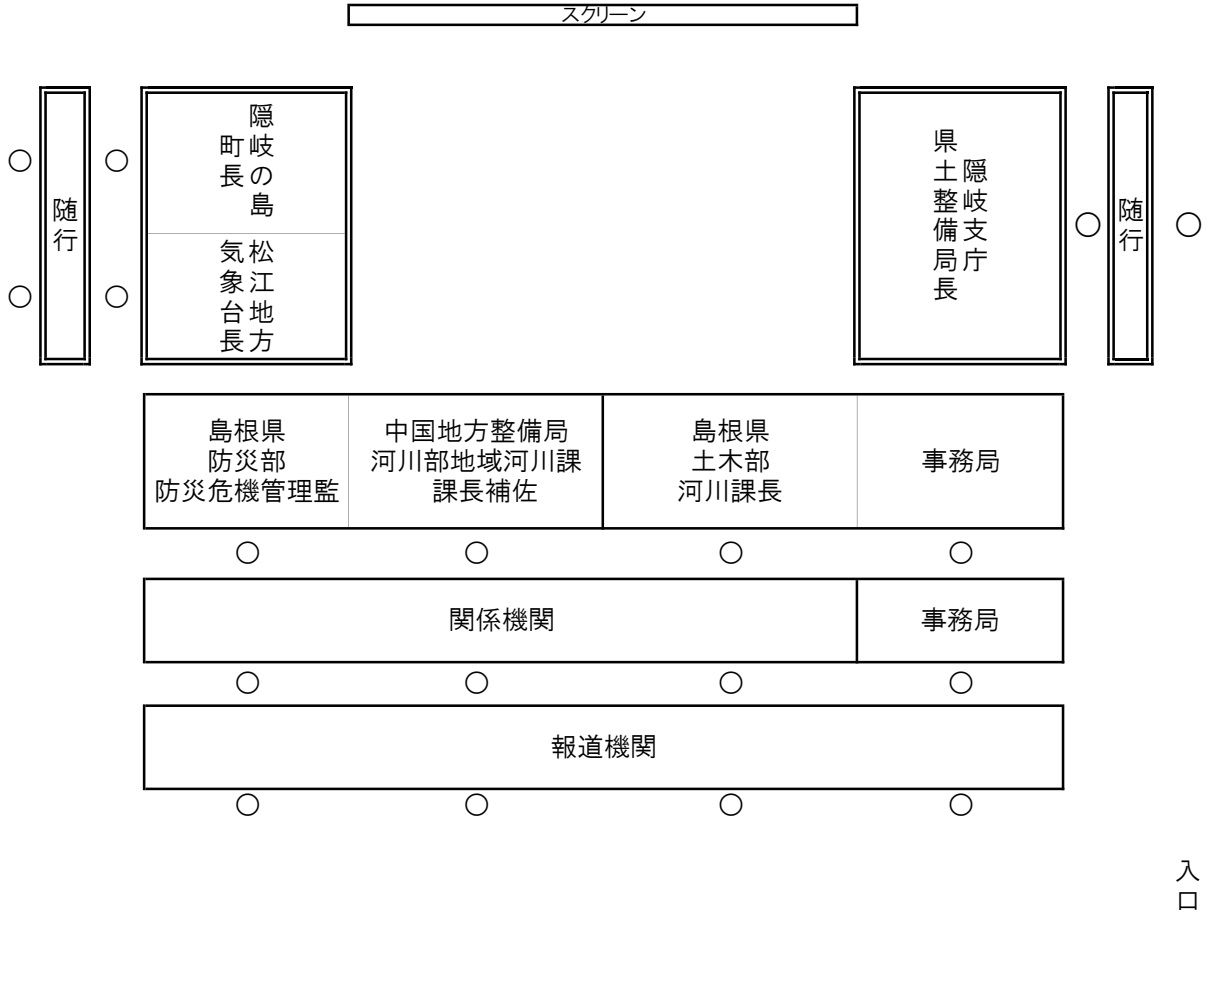 スクリーン
随行
隠岐の島
町長
松江地方
気象台長
隠岐支庁
県土整備局長
随行
島根県
防災部
防災危機管理監
中国地方整備局
河川部地域河川課
課長補佐
島根県
土木部
河川課長
事務局
関係機関
事務局
報道機関
入口